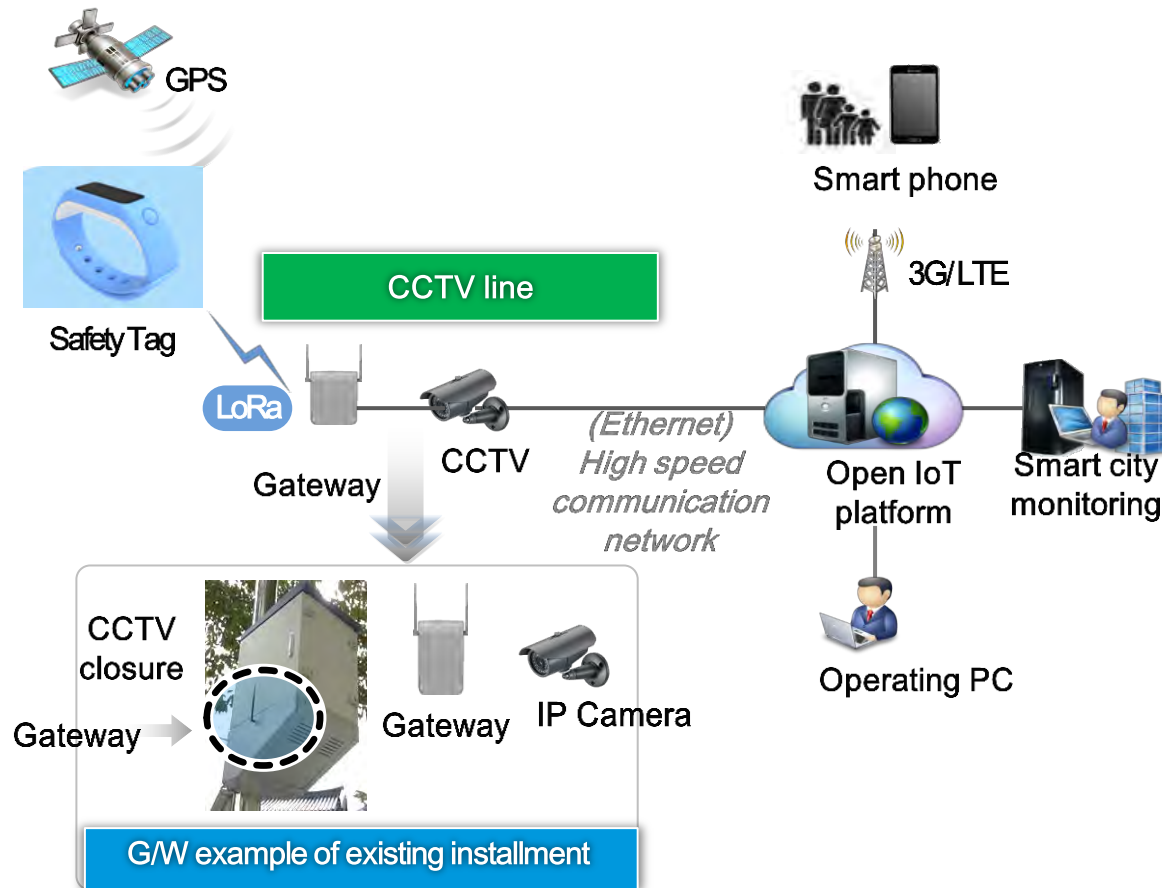 GPS
Safety Tag
CCTV line
LoRa
Gateway
CCTV
(Ethernet)
High speed
communication
network
Smart phone
3G/LTE
Open IoT
platform
Smart city
monitoring
Operating PC
CCTV
closure
Gateway
Gateway
IP Camera
G/W example of existing installment